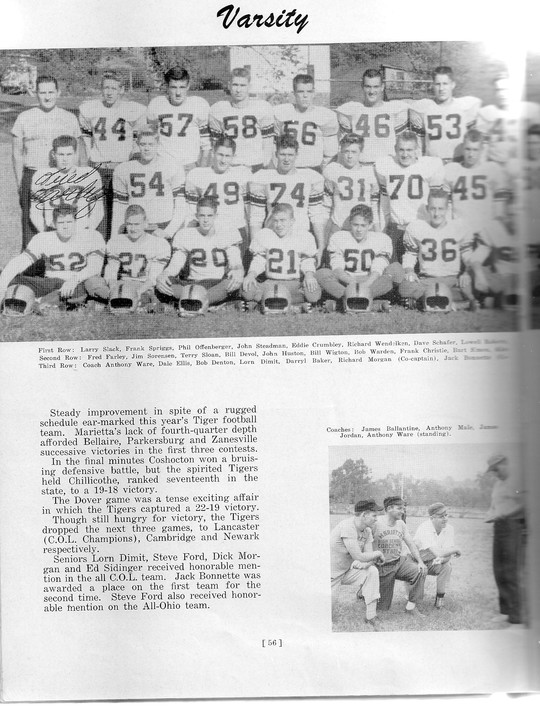 Varsity
44 57 58 56 46 53
54 49 74 31 70 45
52 27 20 21 50 36
First Row: Larry Slack, Frank Spriggs, Phil Offenberger, John Steadman, Eddie Crumbley, Richard Wendelken, Dave Schafer, Lowell
Second Row: Fred Farley, Jim Sorensen, Terry Sloan, Bill Devol, John Huston, Bill Wigton, Bob Warden, Frank Christie, Bart
Third Row: Coach Anthony Ware, Dale Ellis, Bob Denton, Lorn Dimit, Darryl Baker, Richard Morgan (Co-captain), Jack Bonnette
Steady improvement in spite of a rugged
schedule ear-marked this year's Tiger football
team. Marietta's lack of fourth-quarter depth
afforded Bellaire, Parkersburg and Zanesville
successive victories in the first three contests.
In the final minutes Coshocton won a bruis-
ing defensive battle, but the spirited Tigers
held Chillicothe, ranked seventeenth in the
state, to a 19-18 victory.
The Dover game was a tense exciting affair
in which the Tigers captured a 22-19 victory.
Though still hungry for victory, the Tigers
dropped the next three games, to Lancaster
(C.O.L. Champions), Cambridge and Newark
respectively.
Seniors Lorn Dimit, Steve Ford, Dick Mor-
gan and Ed Sidinger received honorable men-
tion in the all C.O.L. team. Jack Bonnette was
awarded a place on the first team for the
second time. Steve Ford also received honor-
able mention on the All-Ohio team.
Coaches: James Ballantine, Anthony Male, James
Jordan, Anthony Ware (standing).
[ 56 ]